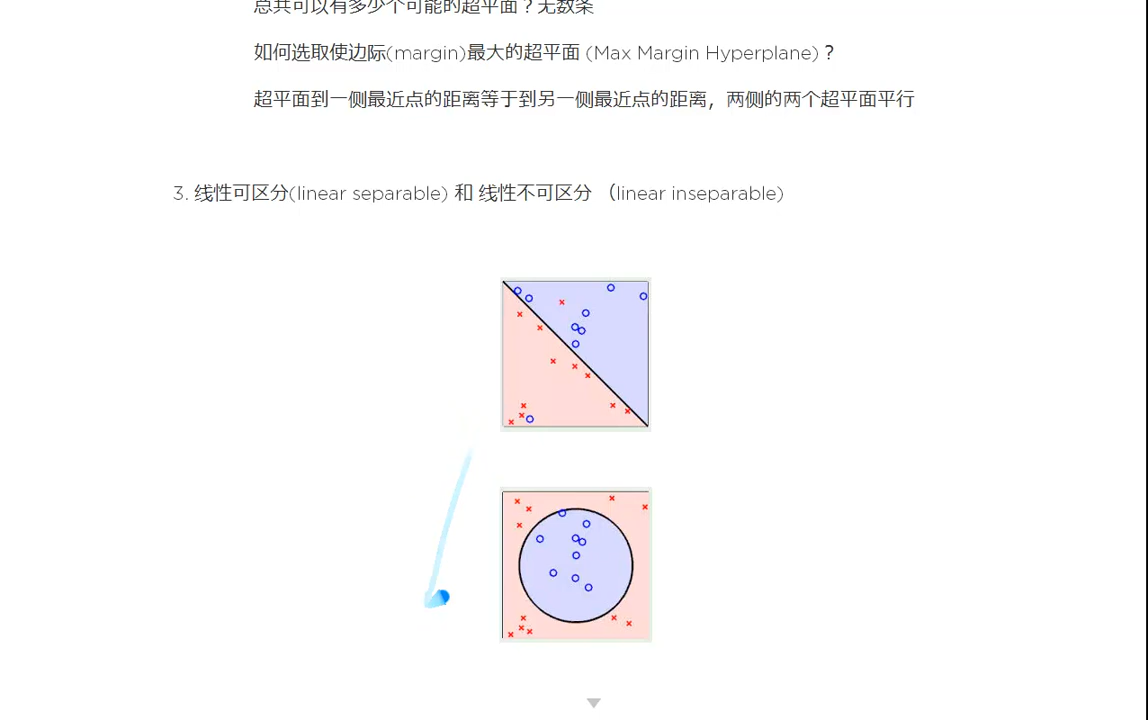 总共可以有多少个可能的超平面？无数条
如何选取使边际(margin)最大的超平面 (Max Margin Hyperplane)？
超平面到一侧最近点的距离等于到另一侧最近点的距离，两侧的两个超平面平行
3. 线性可区分(linear separable) 和 线性不可区分 （linear inseparable)